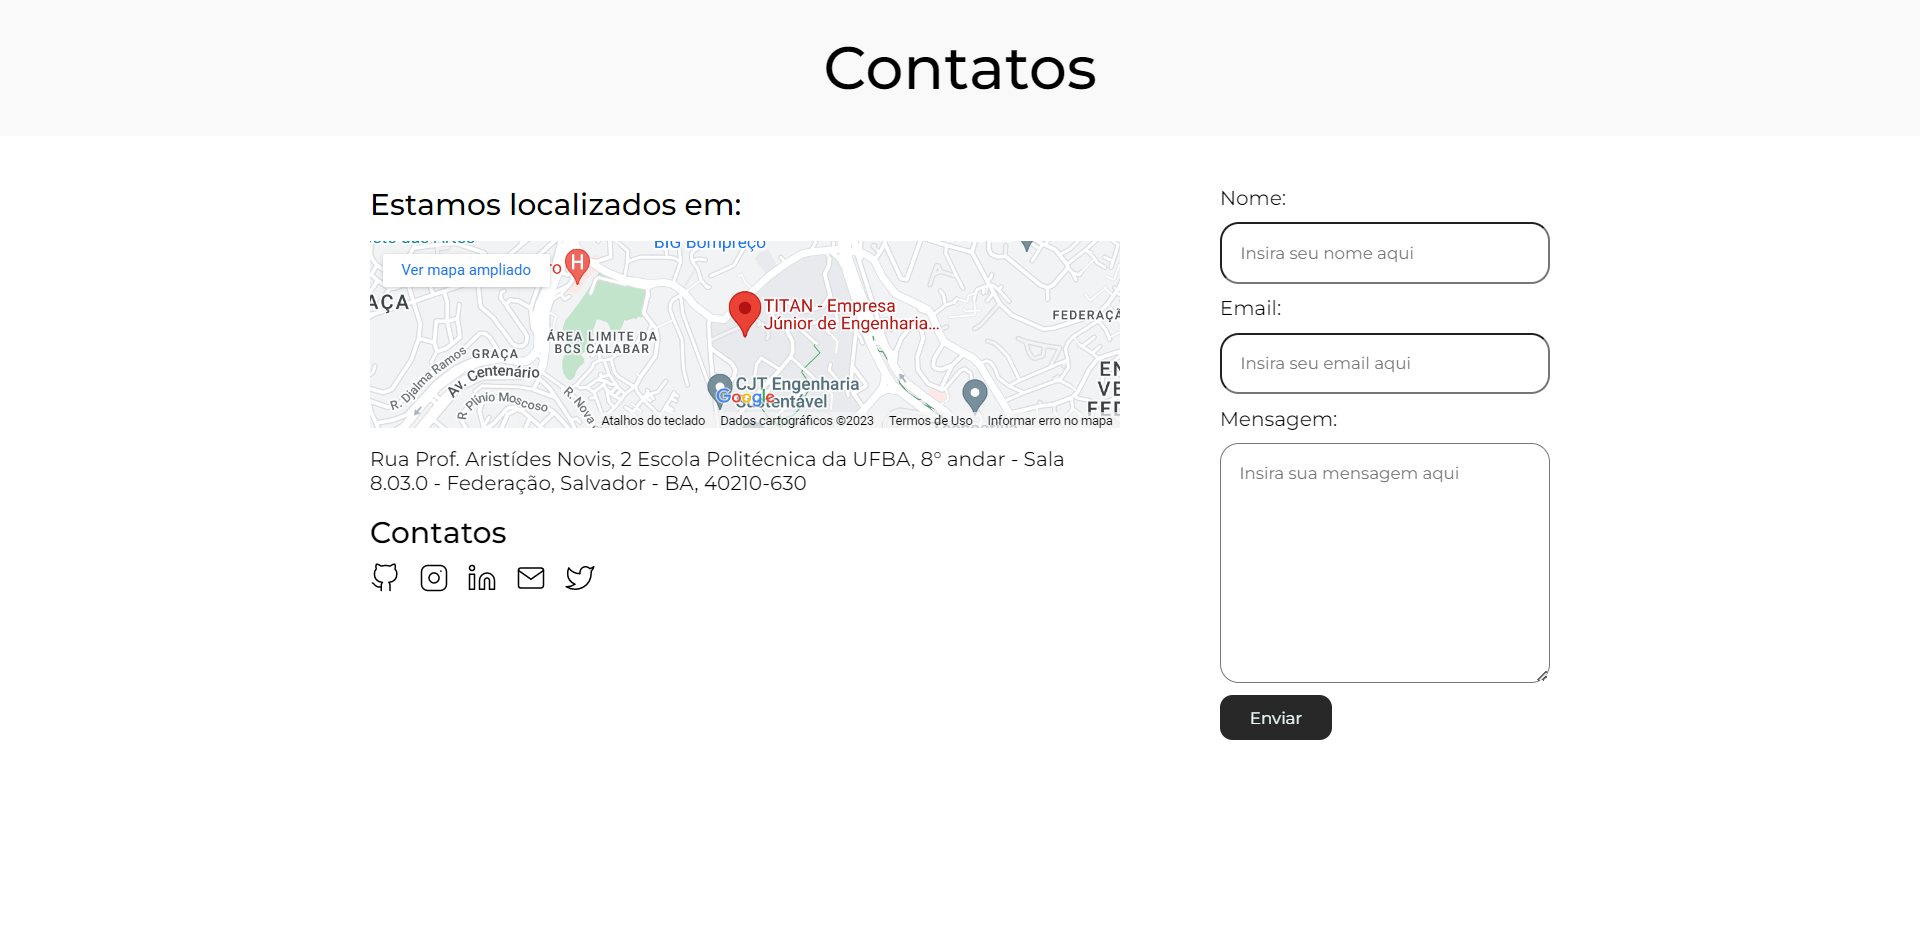 Contatos
Estamos localizados em:
BIG Bompreço
Ver mapa ampliado
H
TITAN - Empresa
Júnior de Engenharia...
AÇA
ÁREA LIMITE DA
BCS CALABAR
FEDERAÇÃ
GRAÇA
R. Djalma Ramos
Av. Centenário
R. Plínio Moscoso
R. Nova
EN
VE
FED
CJT Engenharia
Sustentável
Google
Atalhos do teclado
Dados cartográficos ©2023
Termos de Uso
Informar erro no mapa
Rua Prof. Aristídes Novis, 2 Escola Politécnica da UFBA, 8° andar - Sala
8.03.0 - Federação, Salvador - BA, 40210-630
Contatos
Nome:
Insira seu nome aqui
Email:
Insira seu email aqui
Mensagem:
Insira sua mensagem aqui
Enviar